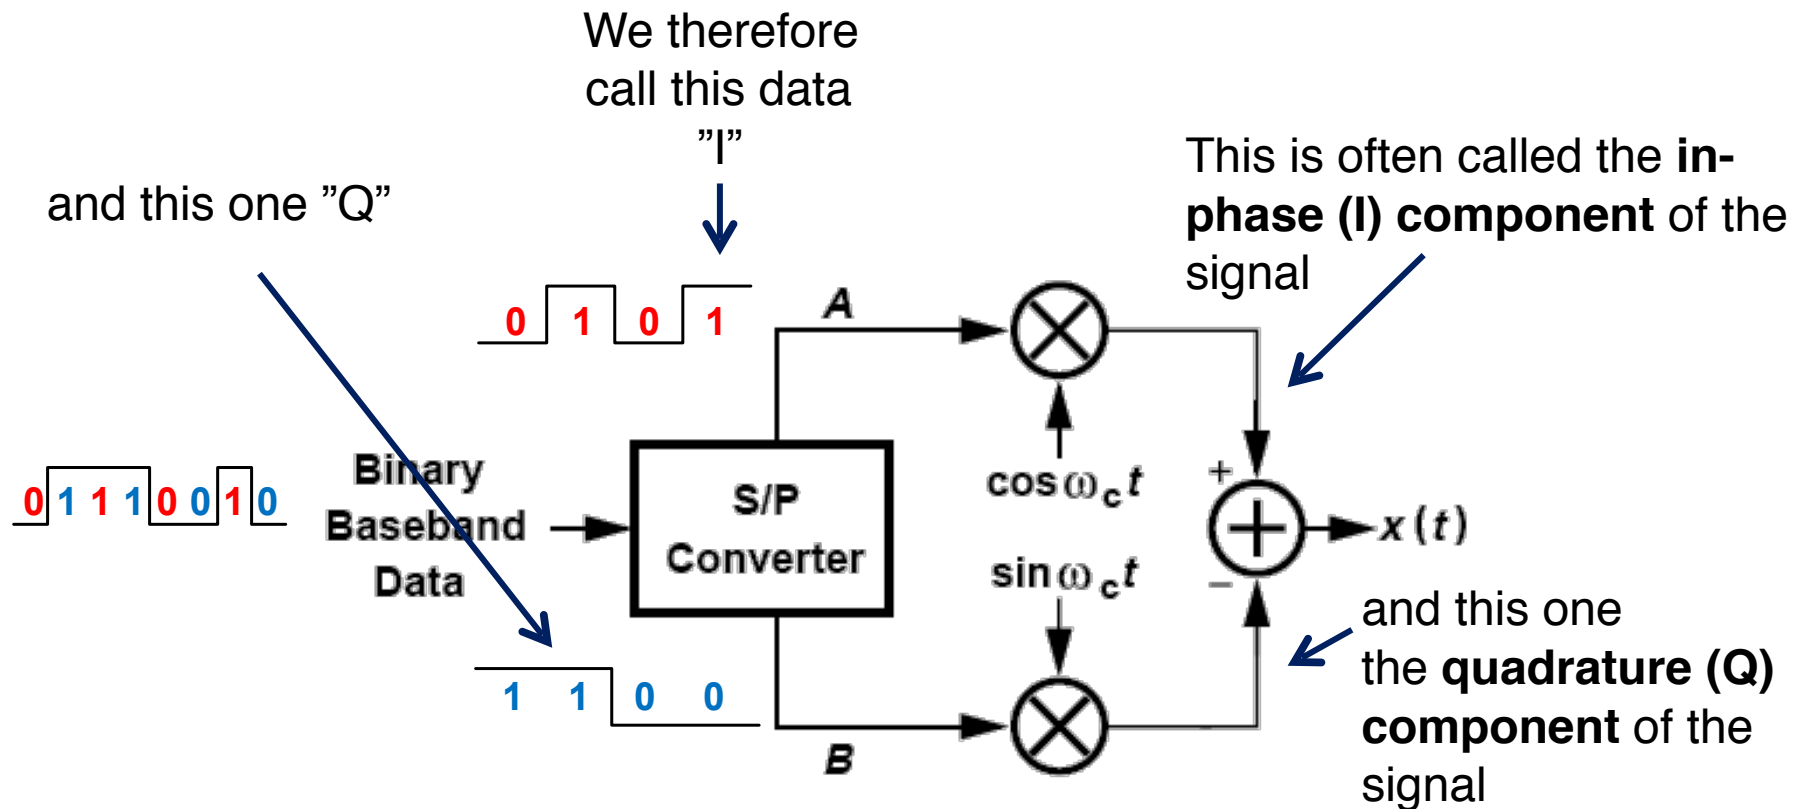 We therefore
call this data
”I”
and this one ”Q”
This is often called the in-
phase (I) component of the
signal
0 1 0 1
A
0 1 1 1 0 0 1 0
Binary
Baseband
Data
S/P
Converter
cos ω c t
sin ω c t
+
−
x (t)
1 1 0 0
B
and this one
the quadrature (Q)
component of the
signal